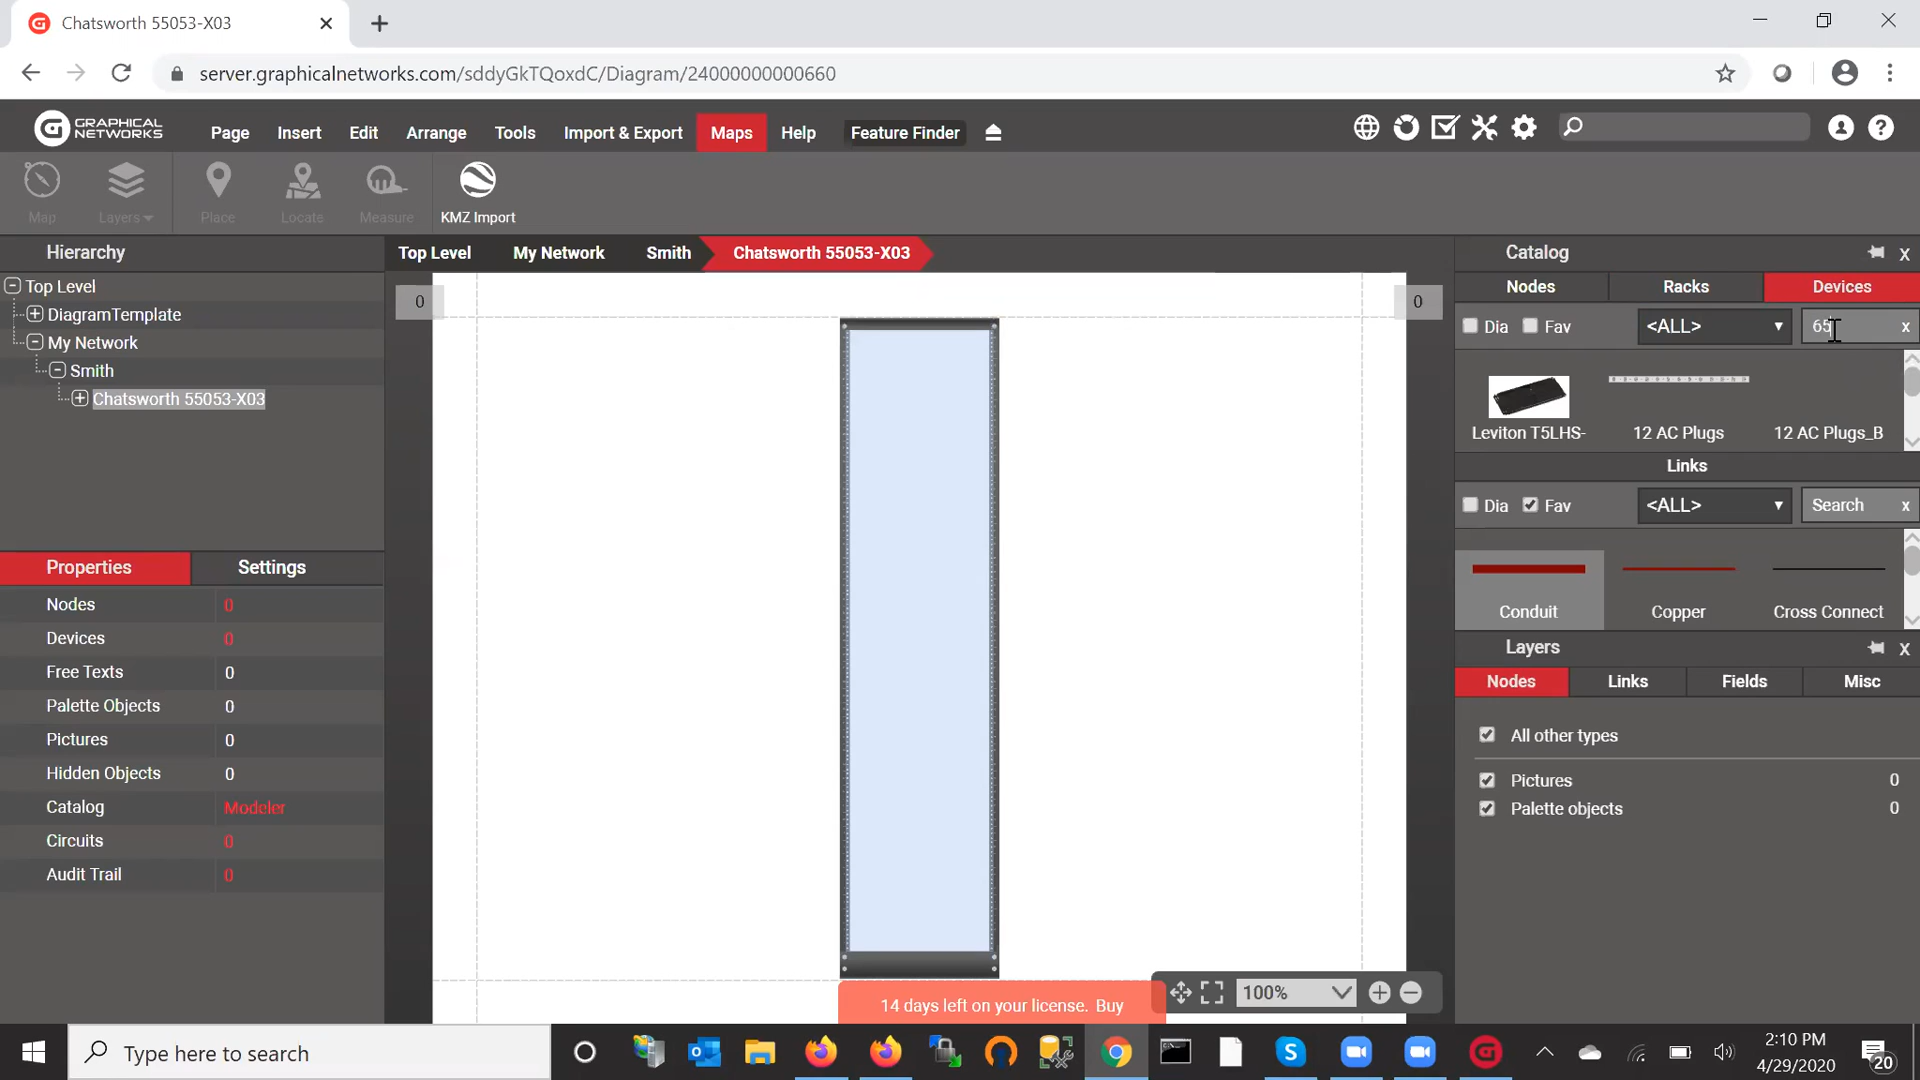 Chatsworth 55053-X03
server.graphicalnetworks.com/sddyGkTQoxdC/Diagram/24000000000660
GRAPHICAL NETWORKS
Page Insert Edit Arrange Tools Import & Export Maps Help Feature Finder
Map Layers Place Locate Measure KMZ Import
Hierarchy
Top Level
DiagramTemplate
My Network
Smith
Chatsworth 55053-X03
Properties Settings
Nodes 0
Devices 0
Free Texts 0
Palette Objects 0
Pictures 0
Hidden Objects 0
Catalog Modeler
Circuits 0
Audit Trail 0
Top Level My Network Smith Chatsworth 55053-X03
0 0
14 days left on your license. Buy
100%
Catalog x
Nodes Racks Devices
Dia Fav <ALL> 65 x
Leviton T5LHS- 12 AC Plugs 12 AC Plugs_B
Links
Dia Fav <ALL> Search x
Conduit Copper Cross Connect
Layers x
Nodes Links Fields Misc
All other types
Pictures 0
Palette objects 0
Type here to search
2:10 PM
4/29/2020
20